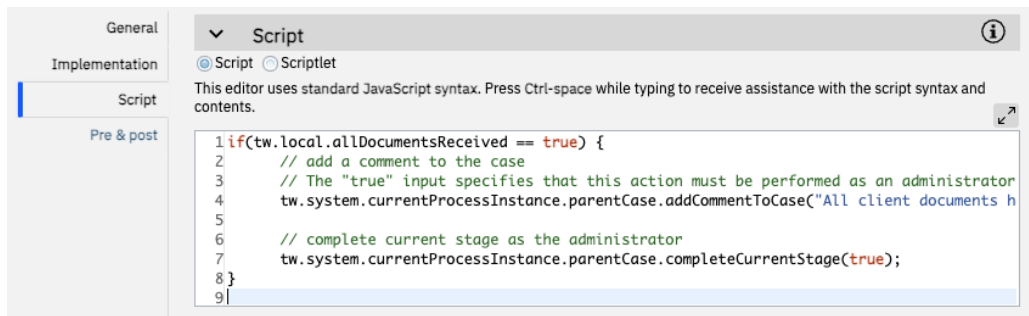 General
Implementation
Script
Pre & post
Script
Script Scriptlet
This editor uses standard JavaScript syntax. Press Ctrl-space while typing to receive assistance with the script syntax and
contents.
1 if(tw.local.allDocumentsReceived == true) {
2 // add a comment to the case
3 // The "true" input specifies that this action must be performed as an administrator
4 tw.system.currentProcessInstance.parentCase.addCommentToCase("All client documents h
5
6 // complete current stage as the administrator
7 tw.system.currentProcessInstance.parentCase.completeCurrentStage(true);
8 }
9